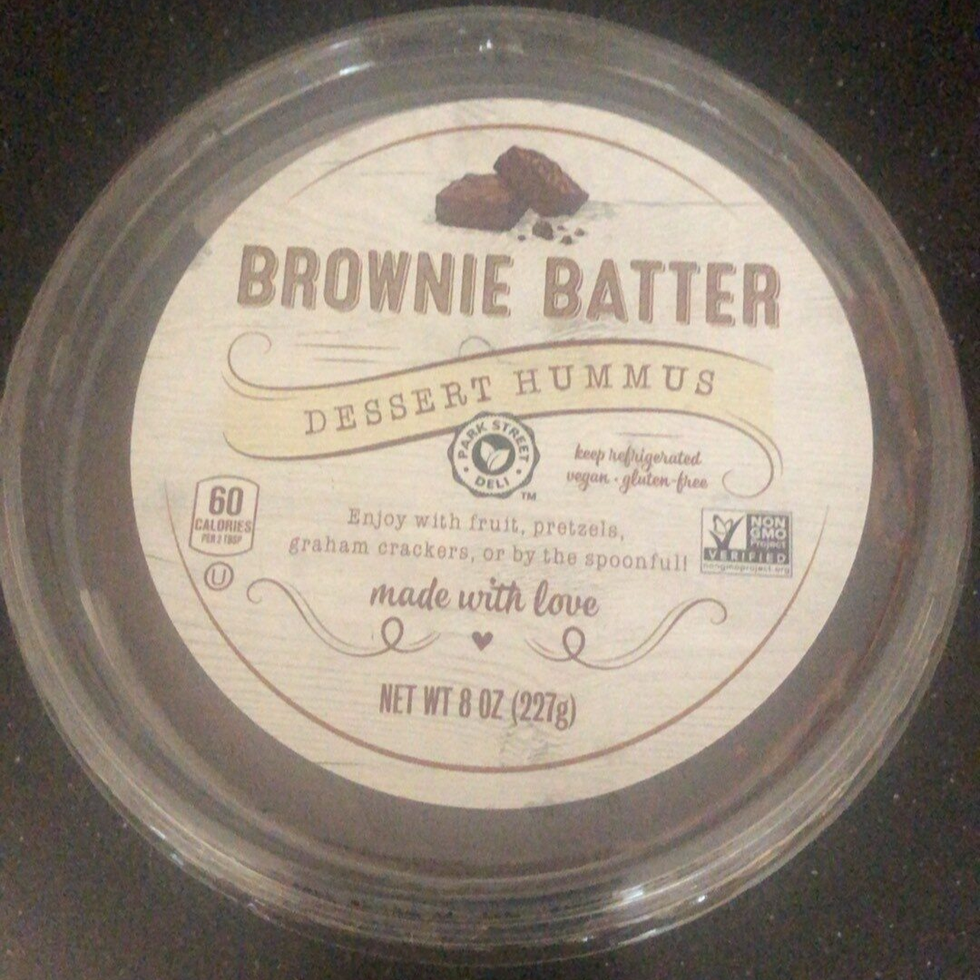 BROWNIE BATTER
DESSERT HUMMUS
PARK STREET
DELI
TM
keep refrigerated
vegan · gluten-free
60
CALORIES
PER 2 TBSP
U
Enjoy with fruit, pretzels,
graham crackers, or by the spoonful!
NON
GMO
Project
VERIFIED
nongmoproject.org
made with love
NET WT 8 OZ (227g)